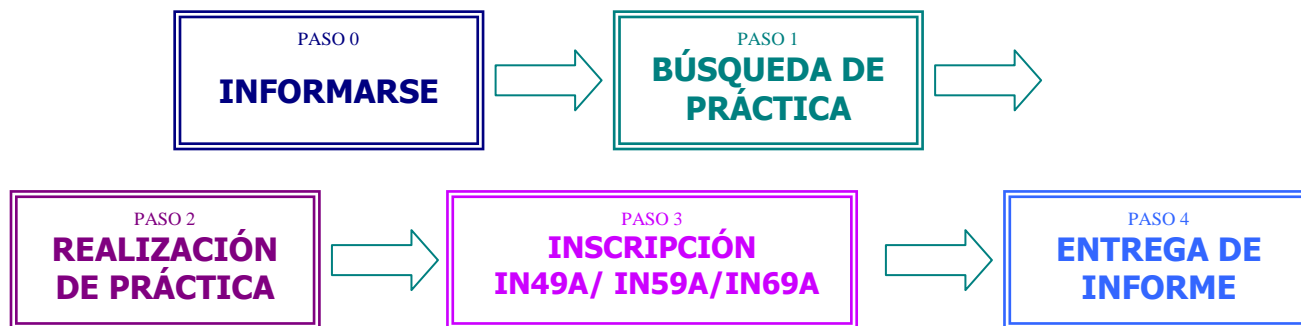 PASO 0
INFORMARSE
PASO 1
BÚSQUEDA DE
PRÁCTICA
PASO 2
REALIZACIÓN
DE PRÁCTICA
PASO 3
INSCRIPCIÓN
IN49A/ IN59A/IN69A
PASO 4
ENTREGA DE
INFORME